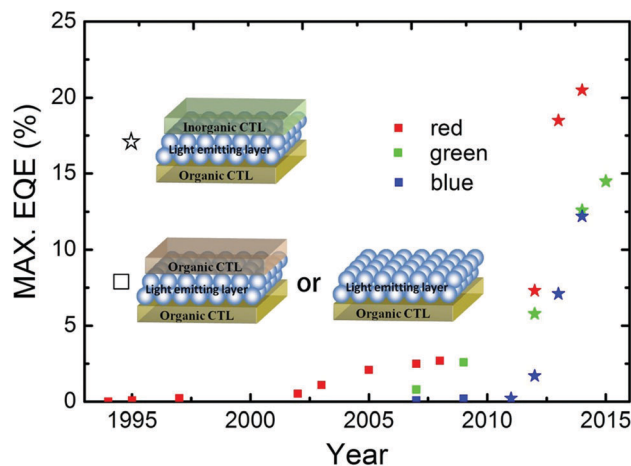 MAX. EQE (%)
25
20
15
10
5
0
Inorganic CTL
Light emitting layer
Organic CTL
red
green
blue
Organic CTL
Light emitting layer
Organic CTL
or
Light emitting layer
Organic CTL
1995
2000
2005
2010
2015
Year